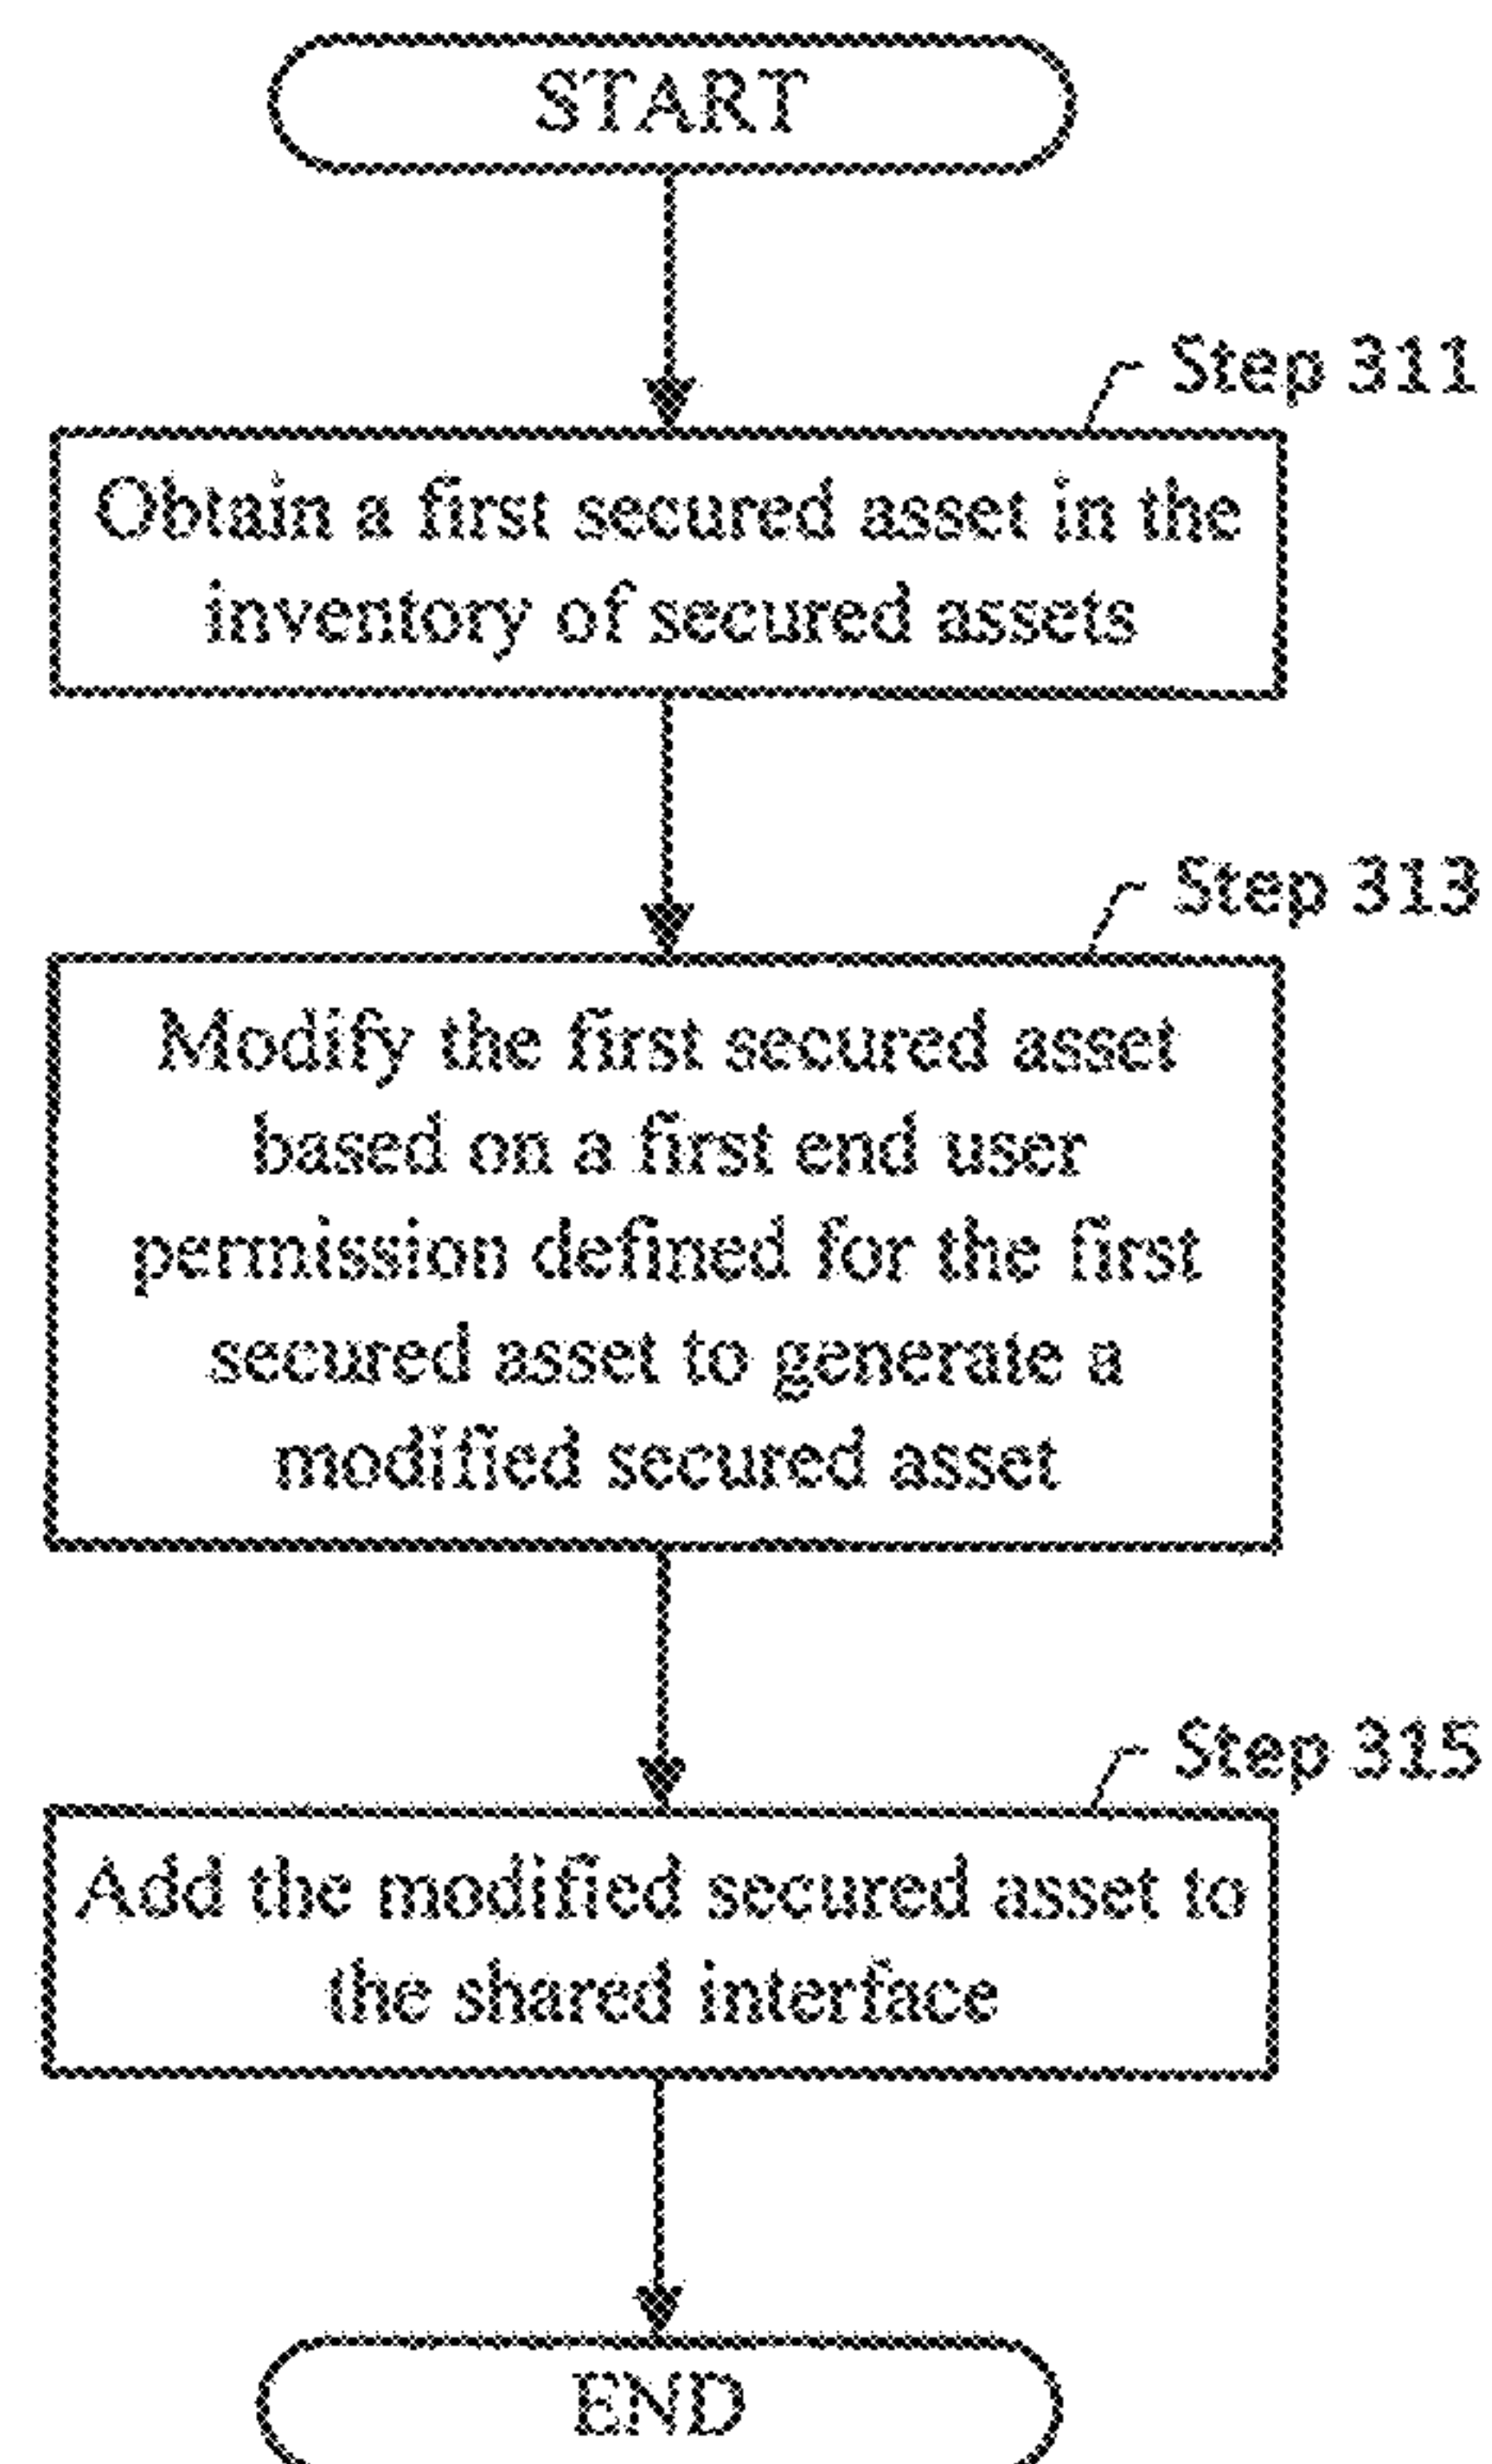 START
Step 311
Obtain a first secured asset in the
inventory of secured assets
Step 313
Modify the first secured asset
based on a first end user
permission defined for the first
secured asset to generate a
modified secured asset
Step 315
Add the modified secured asset to
the shared interface
END